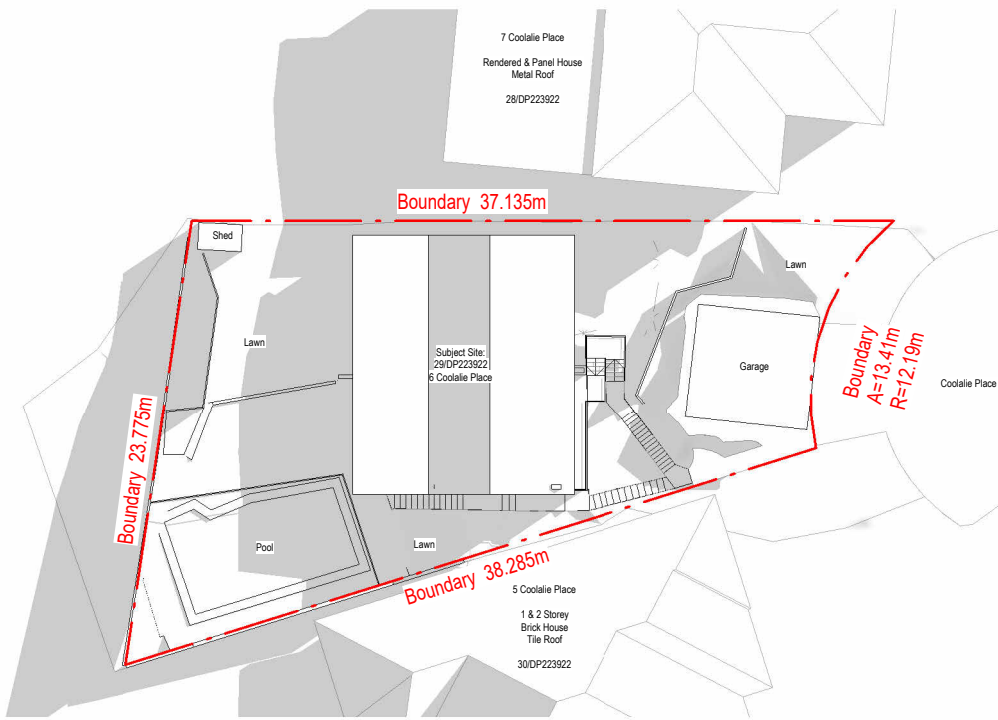 7 Coolalie Place
Rendered & Panel House
Metal Roof
28/DP223922
Boundary 37.135m
Shed
Lawn
Lawn
Subject Site:
29/DP223922
6 Coolalie Place
Garage
Boundary
A=13.41m
R=12.19m
Coolalie Place
Boundary 23.775m
Pool
Lawn
Boundary 38.285m
5 Coolalie Place
1 & 2 Storey
Brick House
Tile Roof
30/DP223922